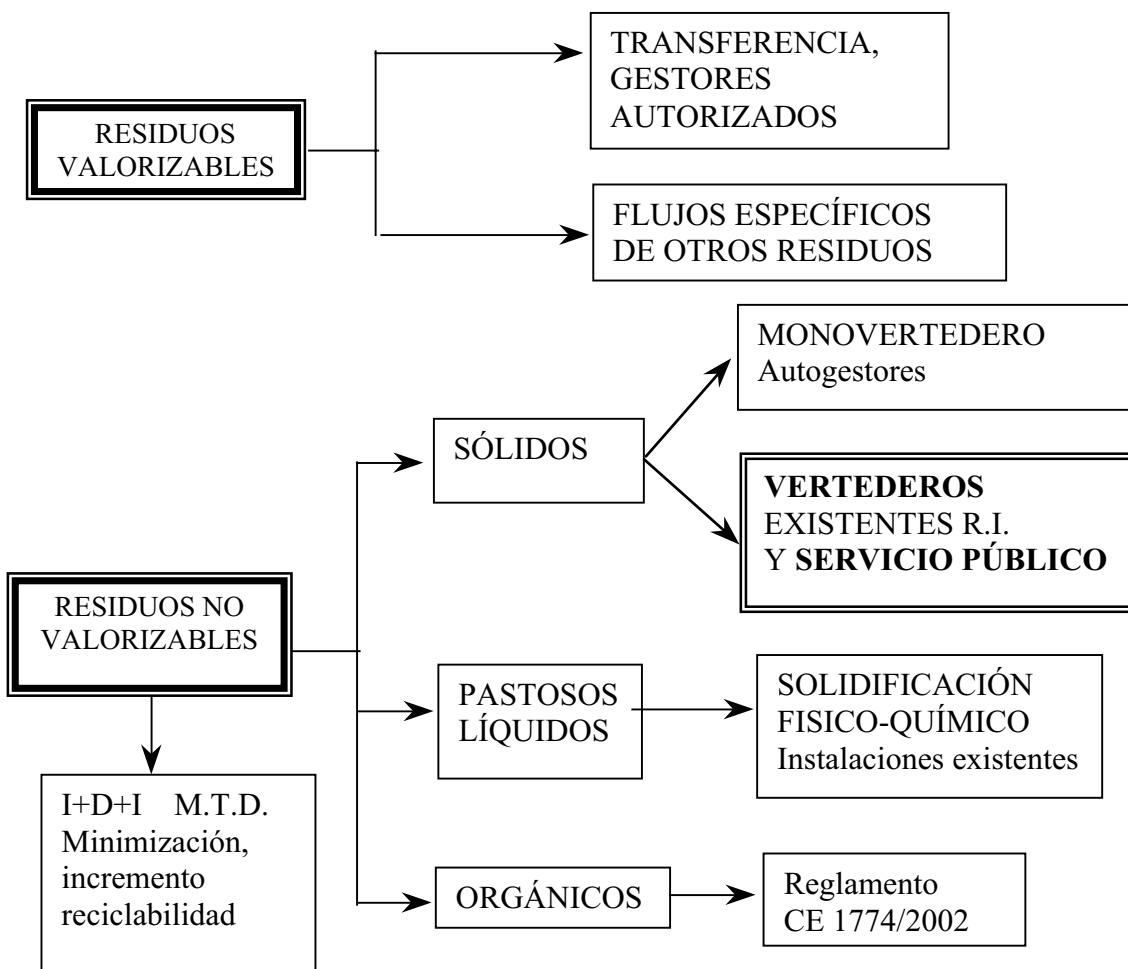 TRANSFERENCIA,
GESTORES
AUTORIZADOS
RESIDUOS
VALORIZABLES
FLUJOS ESPECÍFICOS
DE OTROS RESIDUOS
MONOVERTEDERO
Autogestores
SÓLIDOS
VERTEDEROS
EXISTENTES R.I.
Y SERVICIO PÚBLICO
RESIDUOS NO
VALORIZABLES
PASTOSOS
LÍQUIDOS
SOLIDIFICACIÓN
FISICO-QUÍMICO
Instalaciones existentes
I+D+I M.T.D.
Minimización,
incremento
reciclabilidad
ORGÁNICOS
Reglamento
CE 1774/2002